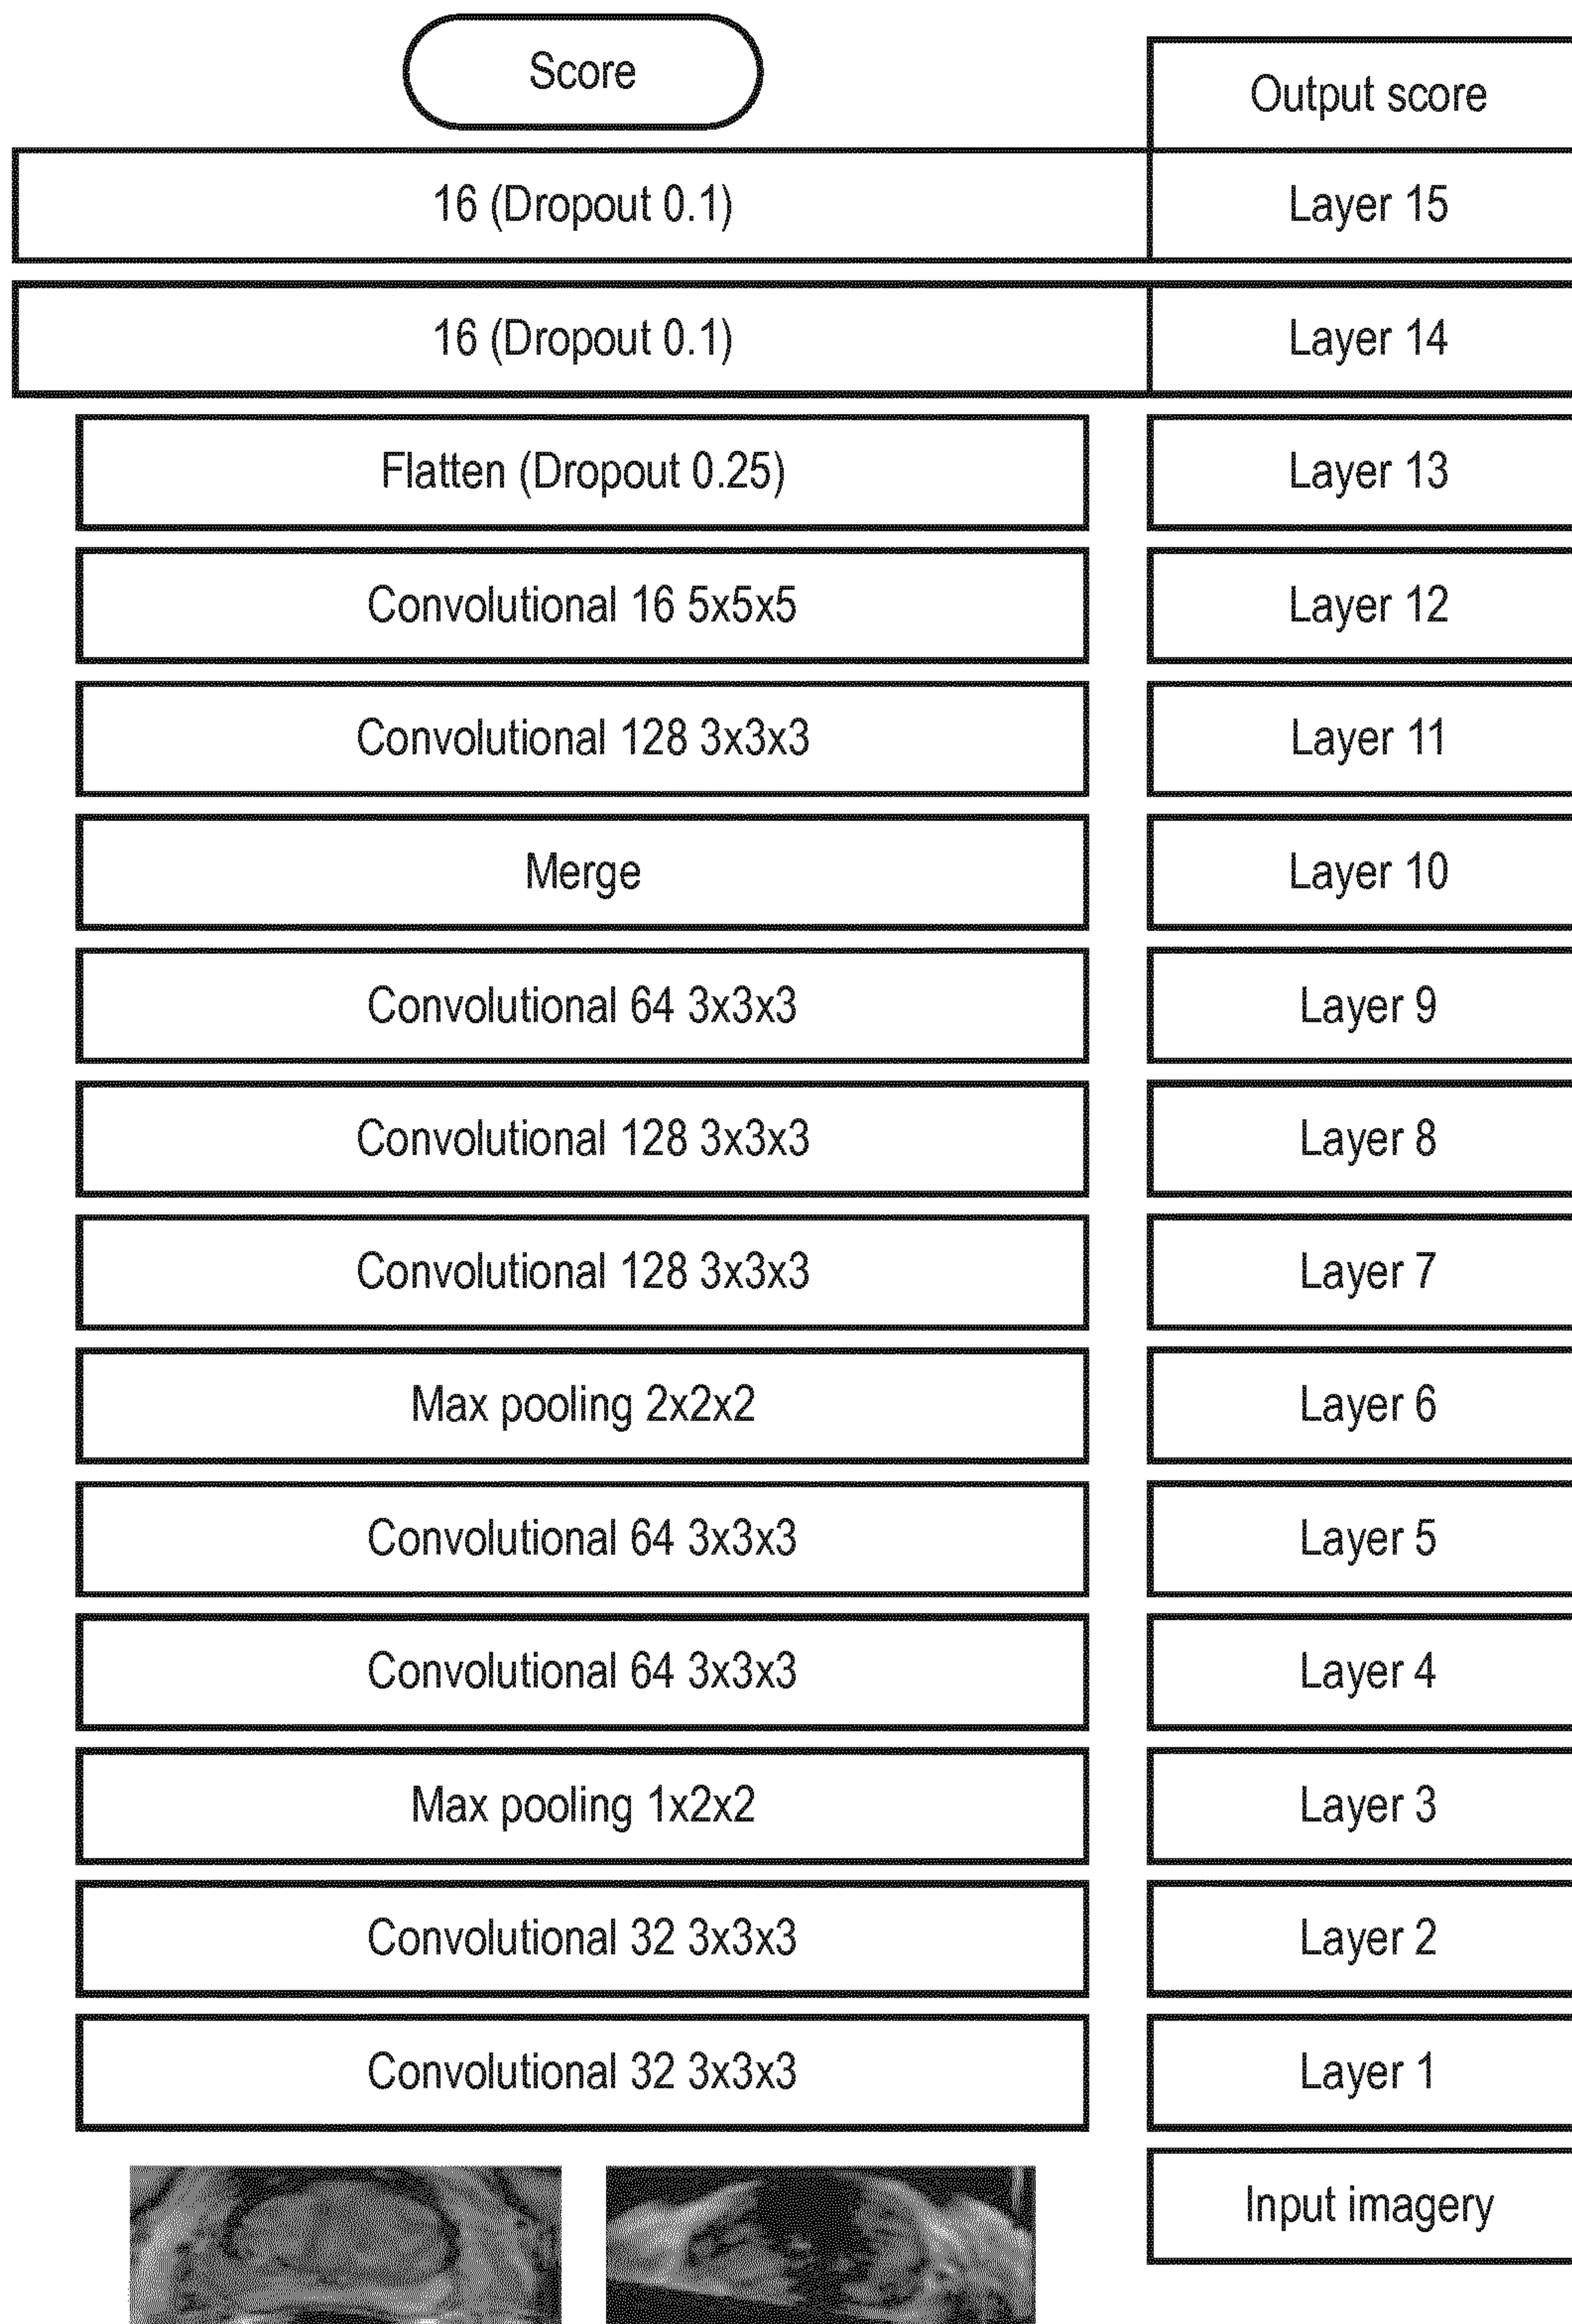 Score
Output score
16 (Dropout 0.1)
Layer 15
16 (Dropout 0.1)
Layer 14
Flatten (Dropout 0.25)
Layer 13
Convolutional 16 5x5x5
Layer 12
Convolutional 128 3x3x3
Layer 11
Merge
Layer 10
Convolutional 64 3x3x3
Layer 9
Convolutional 128 3x3x3
Layer 8
Convolutional 128 3x3x3
Layer 7
Max pooling 2x2x2
Layer 6
Convolutional 64 3x3x3
Layer 5
Convolutional 64 3x3x3
Layer 4
Max pooling 1x2x2
Layer 3
Convolutional 32 3x3x3
Layer 2
Convolutional 32 3x3x3
Layer 1
Input imagery